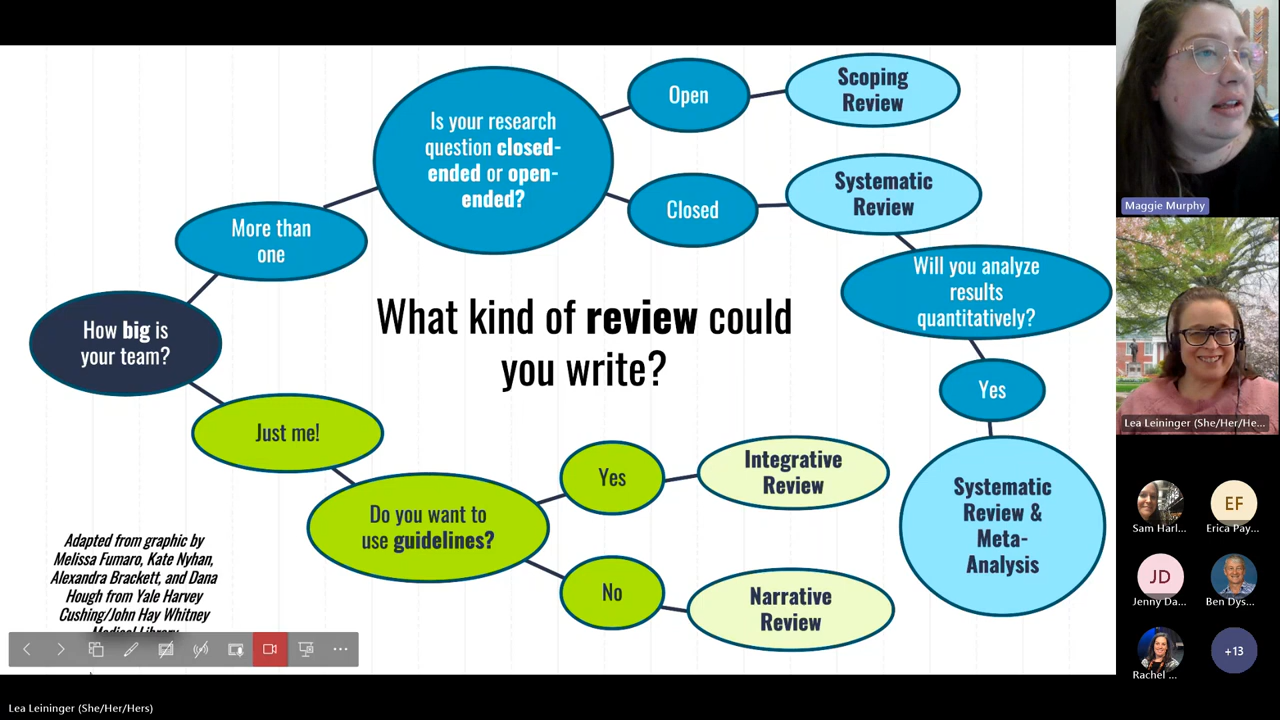 Is your research
question closed-
ended or open-
ended?
Open
Scoping
Review
Closed
Systematic
Review
More than
one
Will you analyze
results
quantitatively?
How big is
your team?
What kind of review could
you write?
Yes
Just me!
Systematic
Review &
Meta-
Analysis
Do you want to
use guidelines?
Yes
Integrative
Review
No
Narrative
Review
Adapted from graphic by
Melissa Fumaro, Kate Nyhan,
Alexandra Brackett, and Dana
Hough from Yale Harvey
Cushing/John Hay Whitney
Medical Library
Lea Leininger (She/Her/Hers)
Maggie Murphy
Lea Leininger (She/Her/He...
Sam Harl...
EF
Erica Pay...
JD
Jenny Da...
Ben Dys...
Rachel ...
+13